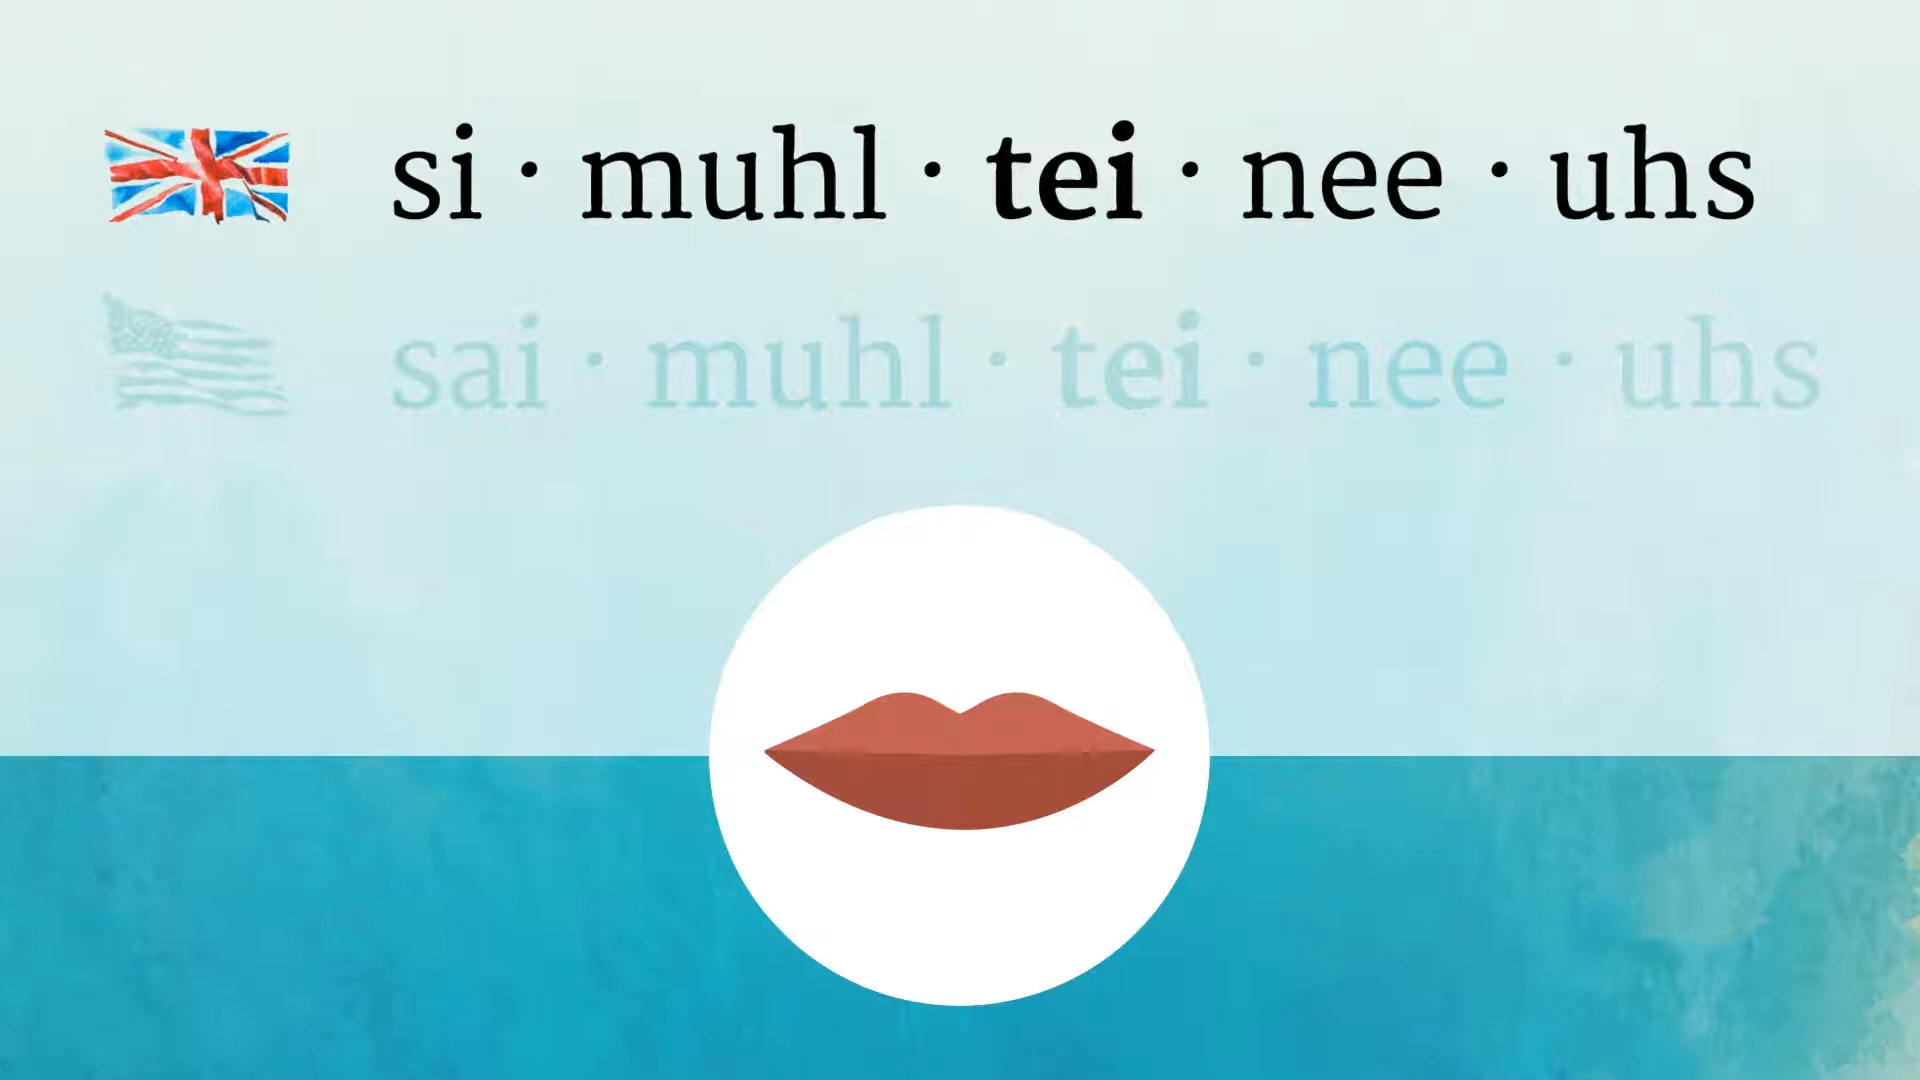 si · muhl · tei · nee · uhs
sai · muhl · tei · nee · uhs